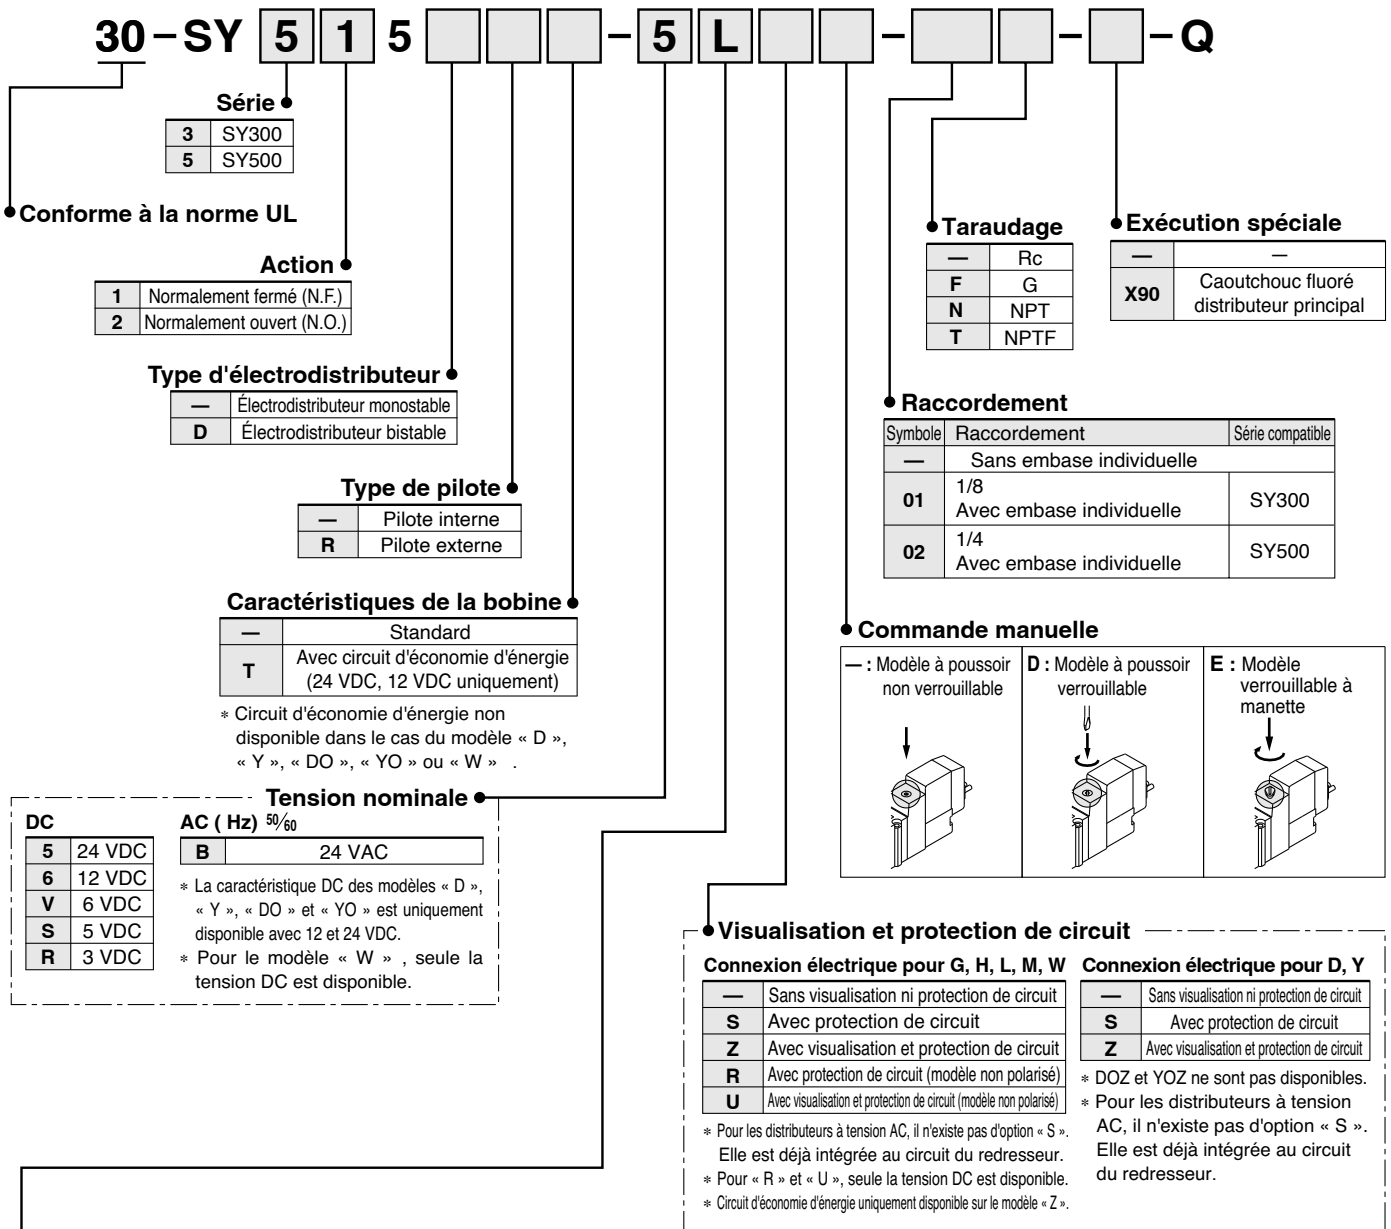 30-SY 5 1 5 - 5 L - - - Q
Série
3 SY300
5 SY500
Conforme à la norme UL
Action
1 Normalement fermé (N.F.)
2 Normalement ouvert (N.O.)
Type d'électrodistributeur
— Électrodistributeur monostable
D Électrodistributeur bistable
Type de pilote
— Pilote interne
R Pilote externe
Caractéristiques de la bobine
— Standard
T Avec circuit d'économie d'énergie
(24 VDC, 12 VDC uniquement)
* Circuit d'économie d'énergie non
disponible dans le cas du modèle « D »,
« Y », « DO », « YO » ou « W » .
Tension nominale
DC
5 24 VDC
6 12 VDC
V 6 VDC
S 5 VDC
R 3 VDC
AC ( Hz) 50/60
B 24 VAC
* La caractéristique DC des modèles « D »,
« Y », « DO » et « YO » est uniquement
disponible avec 12 et 24 VDC.
* Pour le modèle « W » , seule la
tension DC est disponible.
Taraudage
— Rc
F G
N NPT
T NPTF
Exécution spéciale
— —
X90 Caoutchouc fluoré
distributeur principal
Raccordement
Symbole Raccordement Série compatible
— Sans embase individuelle
01 1/8
Avec embase individuelle SY300
02 1/4
Avec embase individuelle SY500
Commande manuelle
— : Modèle à poussoir
non verrouillable
D : Modèle à poussoir
verrouillable
E : Modèle
verrouillable à
manette
Visualisation et protection de circuit
Connexion électrique pour G, H, L, M, W
— Sans visualisation ni protection de circuit
S Avec protection de circuit
Z Avec visualisation et protection de circuit
R Avec protection de circuit (modèle non polarisé)
U Avec visualisation et protection de circuit (modèle non polarisé)
* Pour les distributeurs à tension AC, il n'existe pas d'option « S ».
Elle est déjà intégrée au circuit du redresseur.
* Pour « R » et « U », seule la tension DC est disponible.
* Circuit d'économie d'énergie uniquement disponible sur le modèle « Z ».
Connexion électrique pour D, Y
— Sans visualisation ni protection de circuit
S Avec protection de circuit
Z Avec visualisation et protection de circuit
* DOZ et YOZ ne sont pas disponibles.
* Pour les distributeurs à tension
AC, il n'existe pas d'option « S ».
Elle est déjà intégrée au circuit
du redresseur.